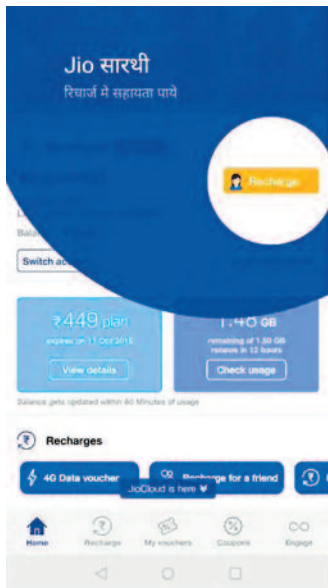 Jio सारथी
रिचार्ज मे सहायता पाये
Recharge
Switch
₹449 plan
expires on 11 Oct 2018
View details
1.46 GB
remaining of 1.50 GB
renews in 12 hours
Check usage
Balance gets updated within 60 Minutes of usage
Recharges
4G Data voucher
Recharge for a friend
JioCloud is here
Home
Recharge
My vouchers
Coupons
Engage